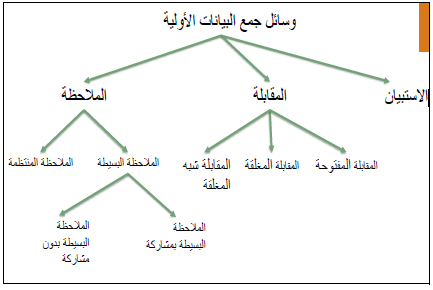 وسائل جمع البيانات الأولية
الاستبيان
المقابلة
الملاحظة
المقابلة المفتوحة
المقابلة المغلقة
المقابلة شبه
المغلقة
الملاحظة البسيطة
الملاحظة المنتظمة
الملاحظة
البسيطة بمشاركة
الملاحظة
البسيطة بدون
مشاركة